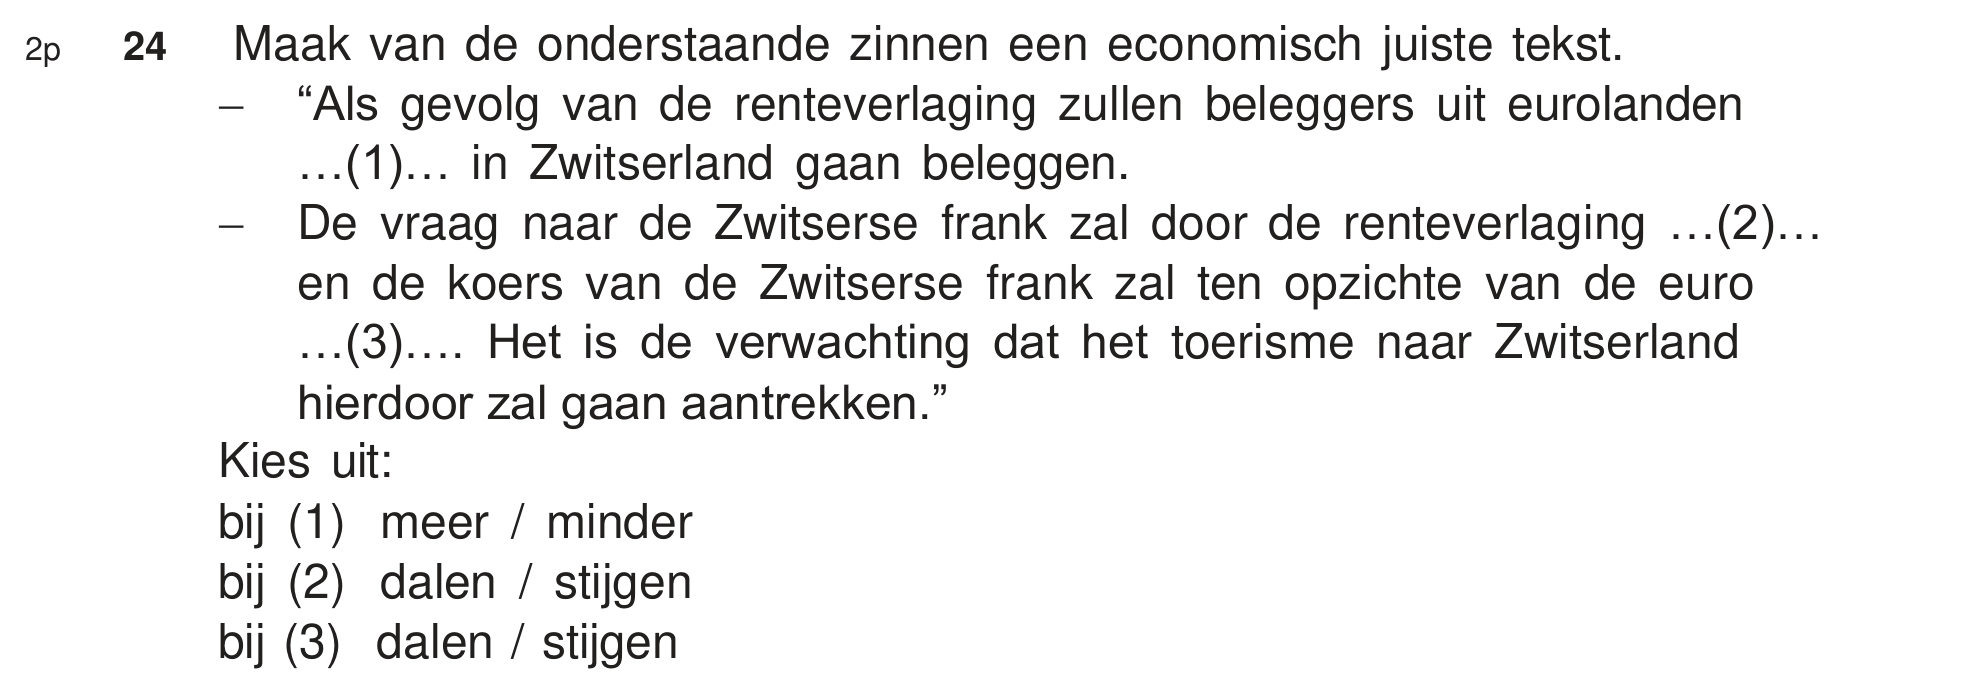 2p 24 Maak van de onderstaande zinnen een economisch juiste tekst.
– “Als gevolg van de renteverlaging zullen beleggers uit eurolanden
…(1)… in Zwitserland gaan beleggen.
– De vraag naar de Zwitserse frank zal door de renteverlaging …(2)…
en de koers van de Zwitserse frank zal ten opzichte van de euro
…(3)…. Het is de verwachting dat het toerisme naar Zwitserland
hierdoor zal gaan aantrekken.”
Kies uit:
bij (1) meer / minder
bij (2) dalen / stijgen
bij (3) dalen / stijgen